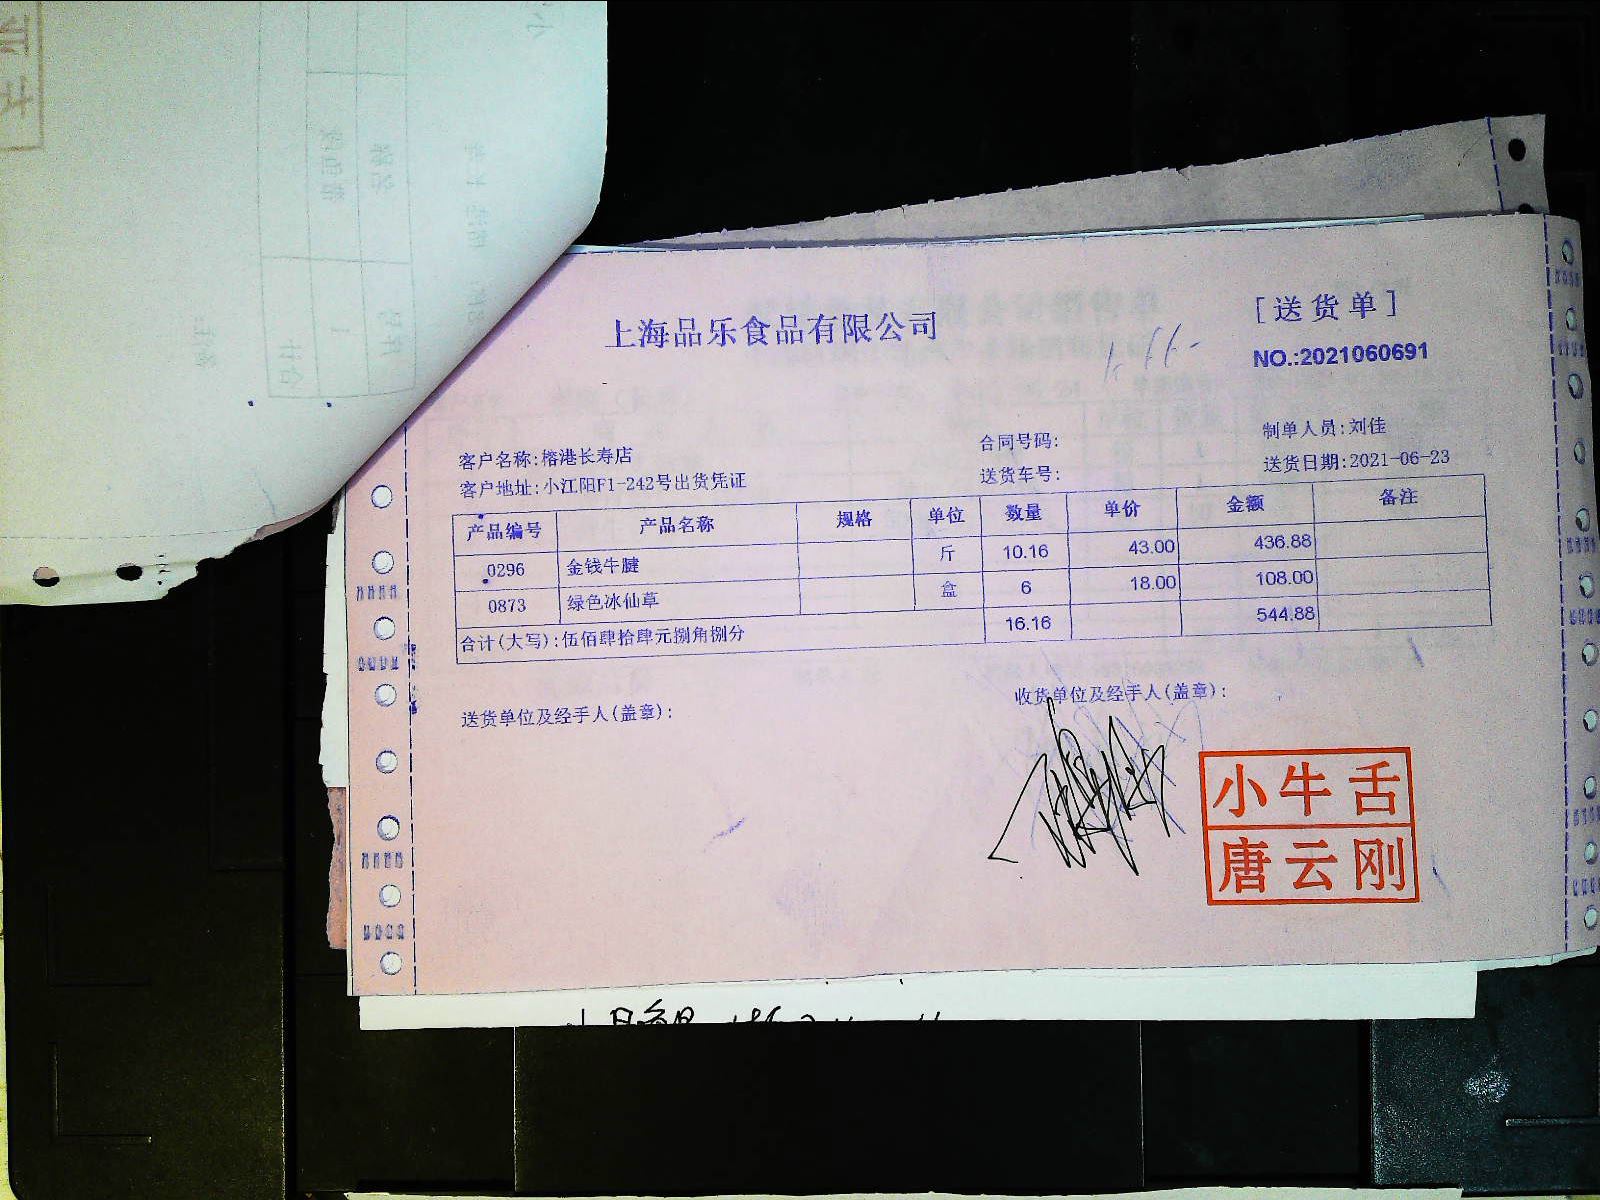 上海品乐食品有限公司
[送货单]
NO.:2021060691
客户名称:榕港长寿店
合同号码:
制单人员:刘佳
客户地址:小江阳F1-242号出货凭证
送货车号:
送货日期:2021-06-23
产品编号 产品名称 规格 单位 数量 单价 金额 备注
0296 金钱牛腱 斤 10.16 43.00 436.88
0873 绿色冰仙草 盒 6 18.00 108.00
合计(大写):伍佰肆拾肆元捌角捌分 16.16 544.88
送货单位及经手人(盖章):
收货单位及经手人(盖章):
小牛舌
唐云刚